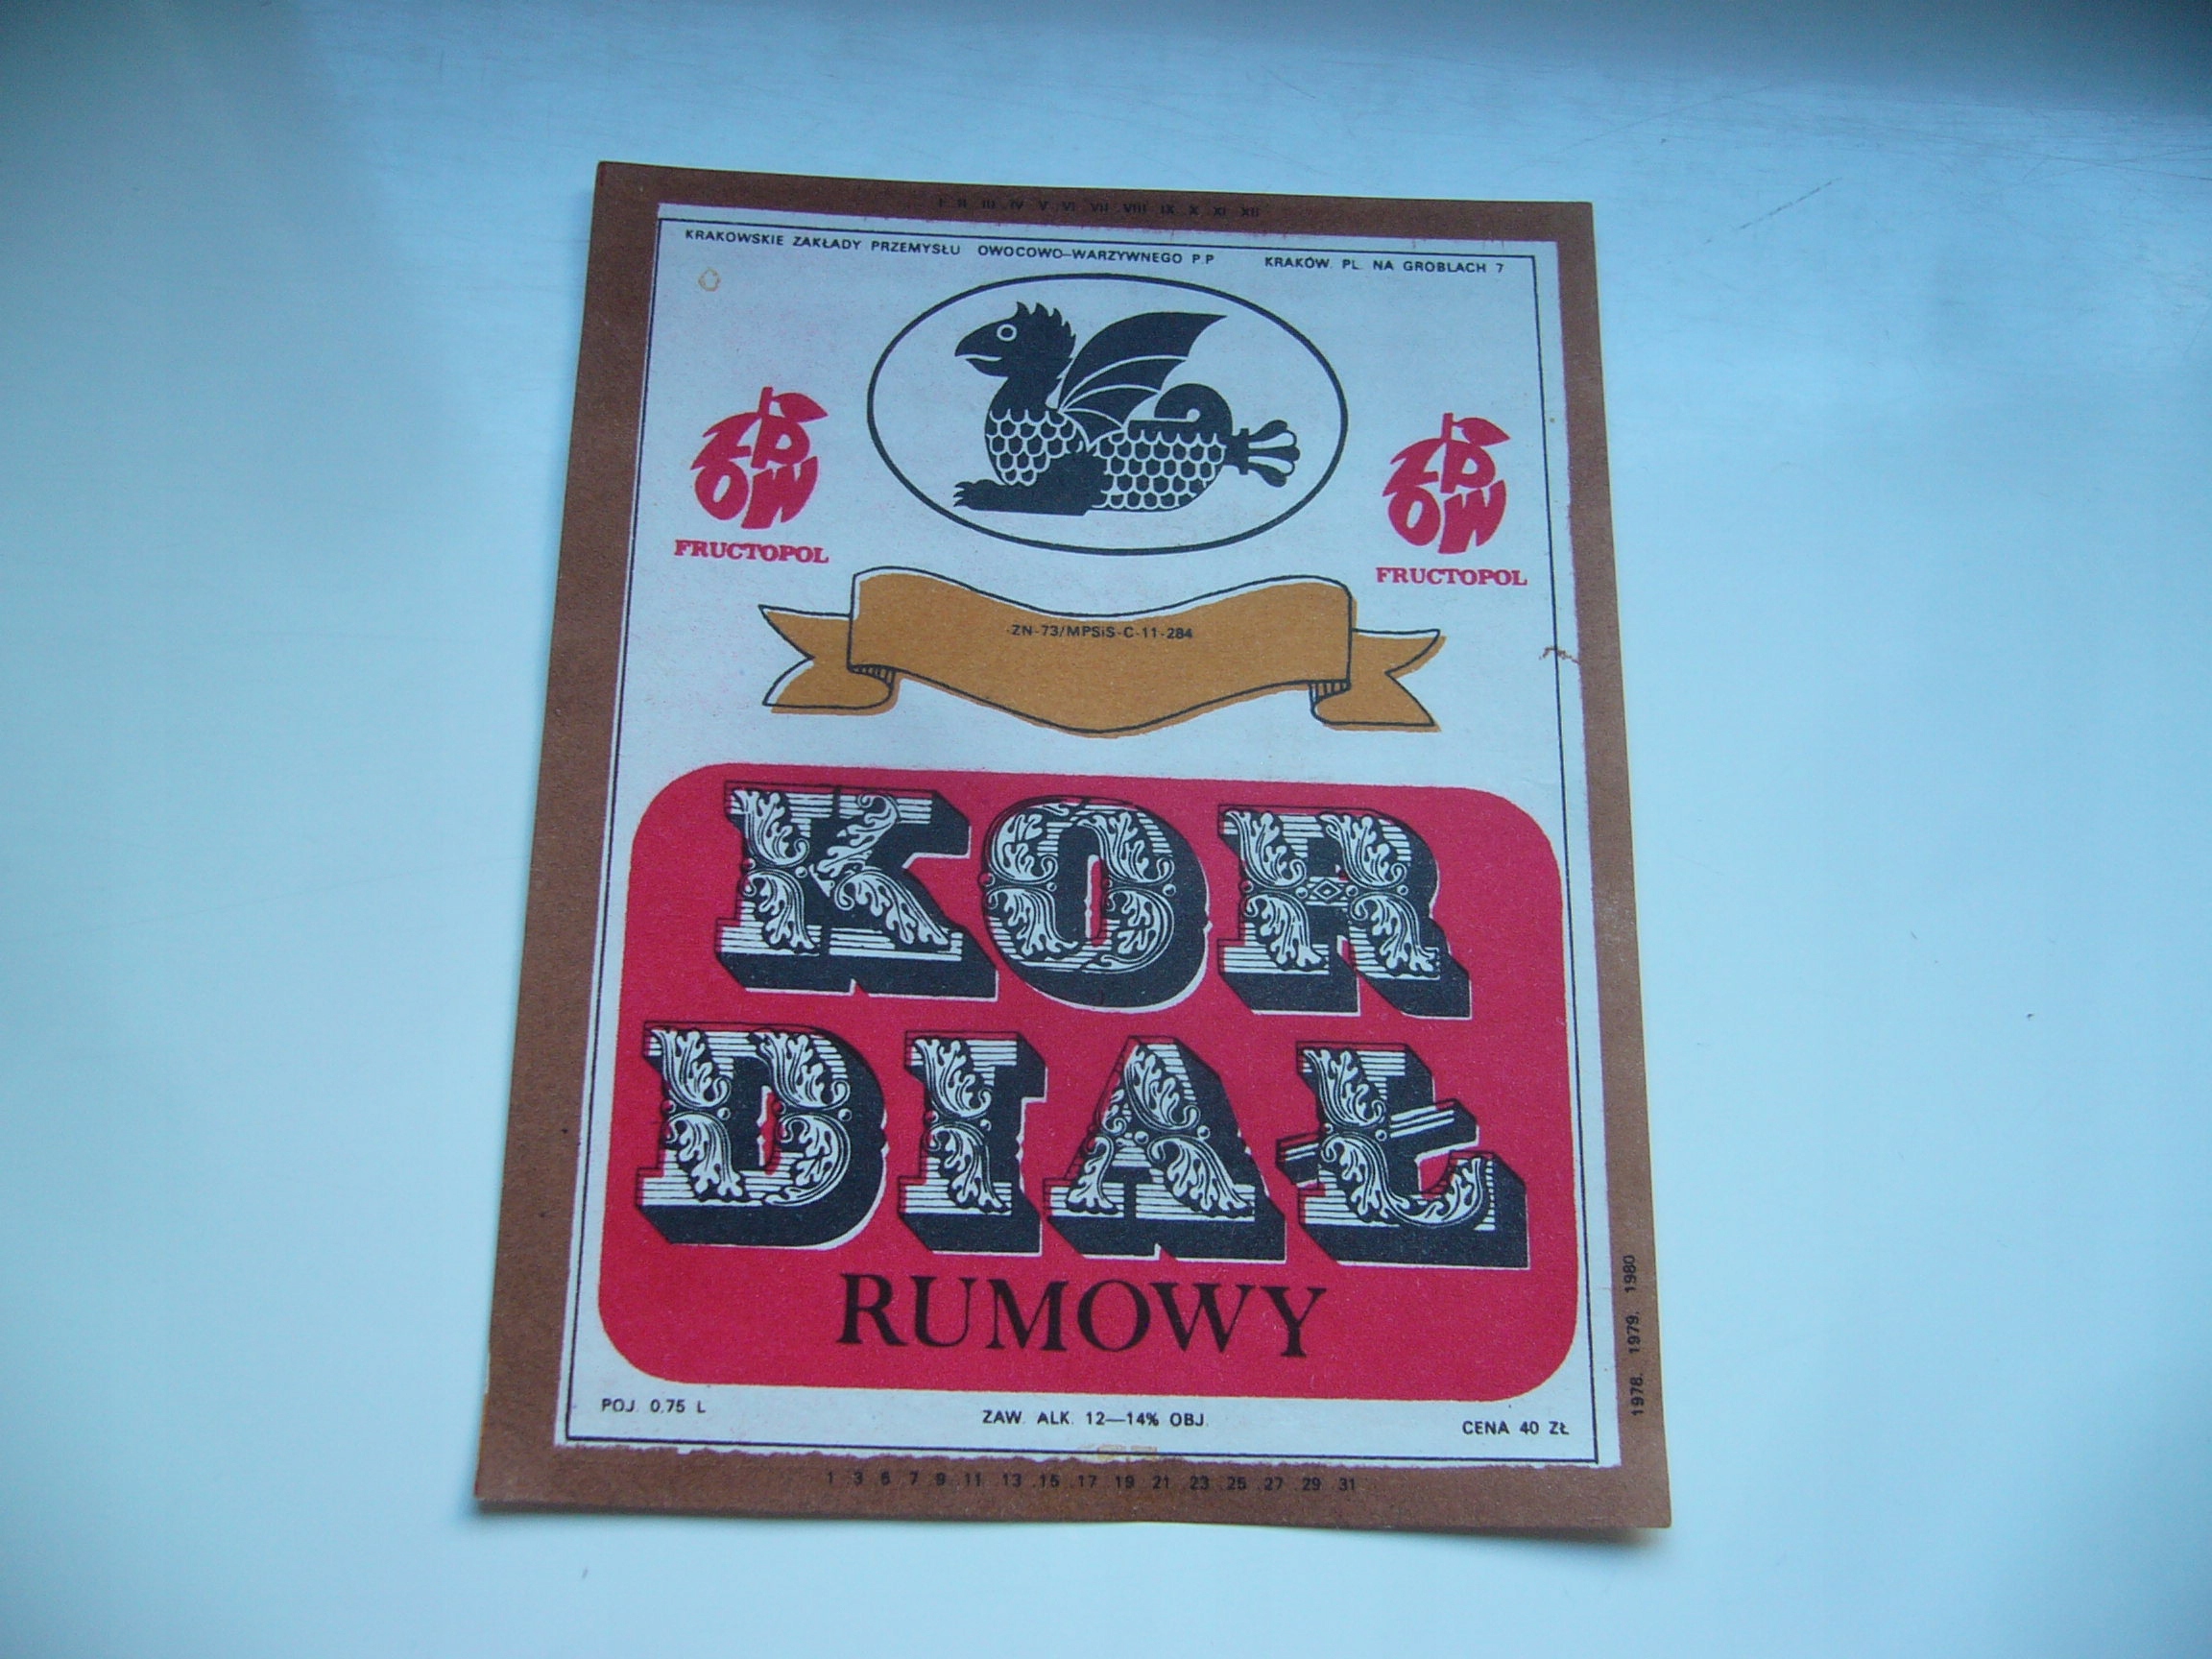 I II III IV V VI VII VIII IX X XI XII
KRAKOWSKIE ZAKŁADY PRZEMYSŁU OWOCOWO–WARZYWNEGO P.P KRAKÓW. PL. NA GROBLACH 7
ZPOW
FRUCTOPOL
ZPOW
FRUCTOPOL
ZN-73/MPSiS-C-11-284
KOR
DIAŁ
RUMOWY
POJ. 0,75 L
ZAW. ALK. 12—14% OBJ.
CENA 40 ZŁ
1978. 1979. 1980
1 3 6 7 9 11 13 15 17 19 21 23 25 27 29 31